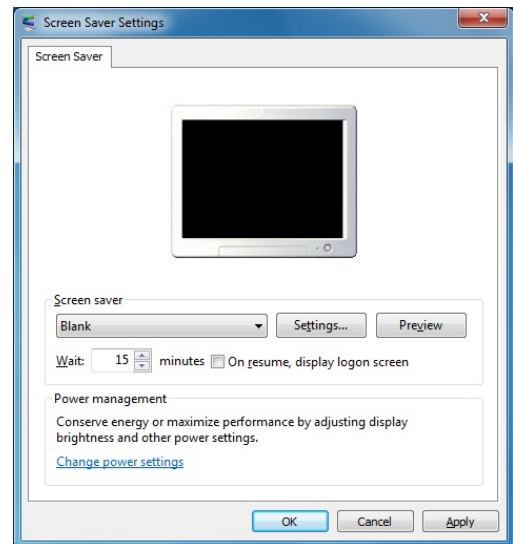 Screen Saver Settings
Screen Saver
Screen saver
Blank
Settings...
Preview
Wait: 15 minutes On resume, display logon screen
Power management
Conserve energy or maximize performance by adjusting display
brightness and other power settings.
Change power settings
OK
Cancel
Apply